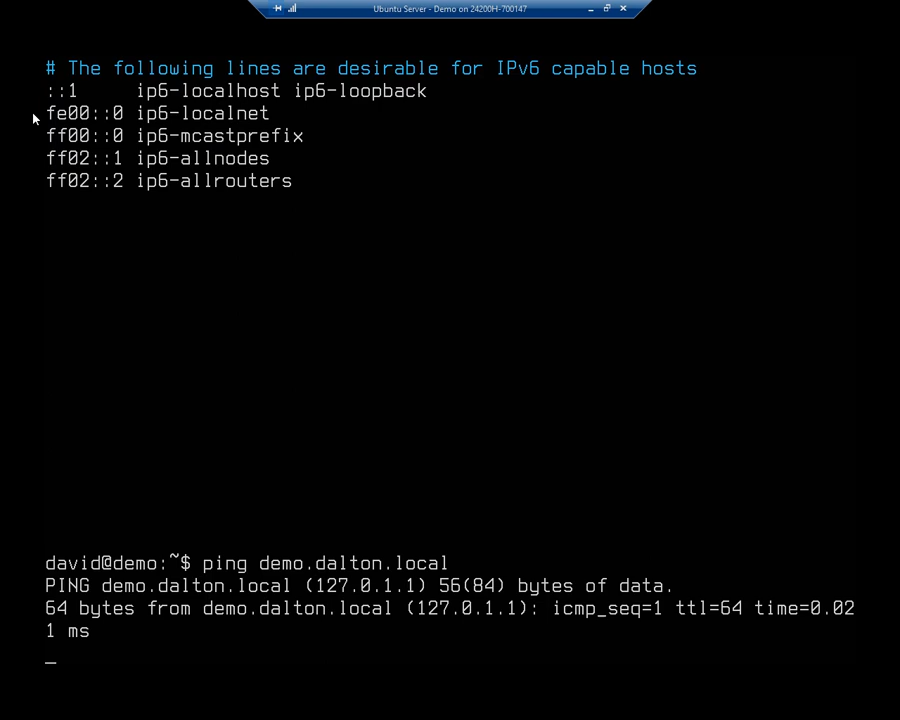 Ubuntu Server - Demo on 24200H-700147
# The following lines are desirable for IPv6 capable hosts
::1     ip6-localhost ip6-loopback
fe00::0 ip6-localnet
ff00::0 ip6-mcastprefix
ff02::1 ip6-allnodes
ff02::2 ip6-allrouters
david@demo:~$ ping demo.dalton.local
PING demo.dalton.local (127.0.1.1) 56(84) bytes of data.
64 bytes from demo.dalton.local (127.0.1.1): icmp_seq=1 ttl=64 time=0.02
1 ms